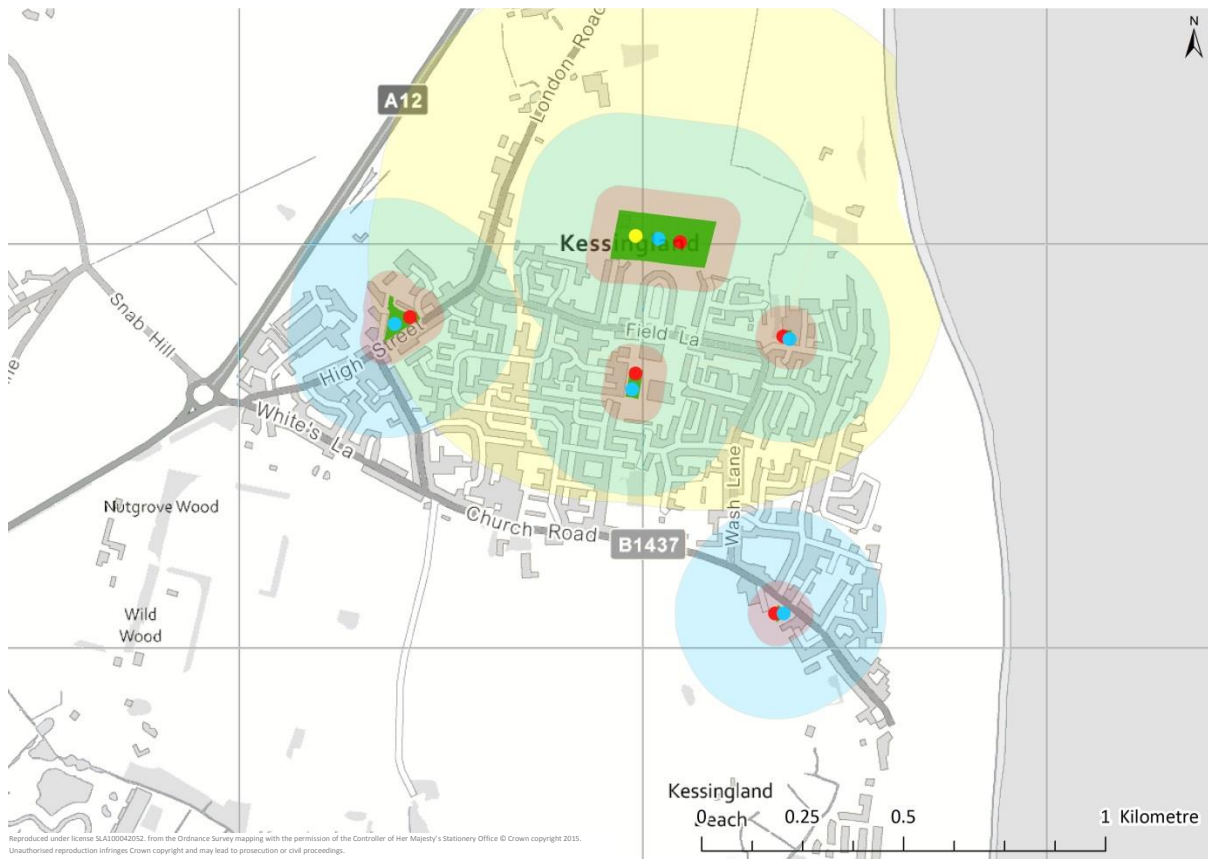 N
London Road
A12
Kessingland
Snab Hill
Field La
High Street
White's La
Nutgrove Wood
Church Road
Wash Lane
B1437
Wild
Wood
Kessingland
Beach
0 0.25 0.5 1 Kilometre
Reproduced under license SLA100042052. from the Ordnance Survey mapping with the permission of the Controller of Her Majesty's Stationery Office © Crown copyright 2015.
Unauthorised reproduction infringes Crown copyright and may lead to prosecution or civil proceedings.